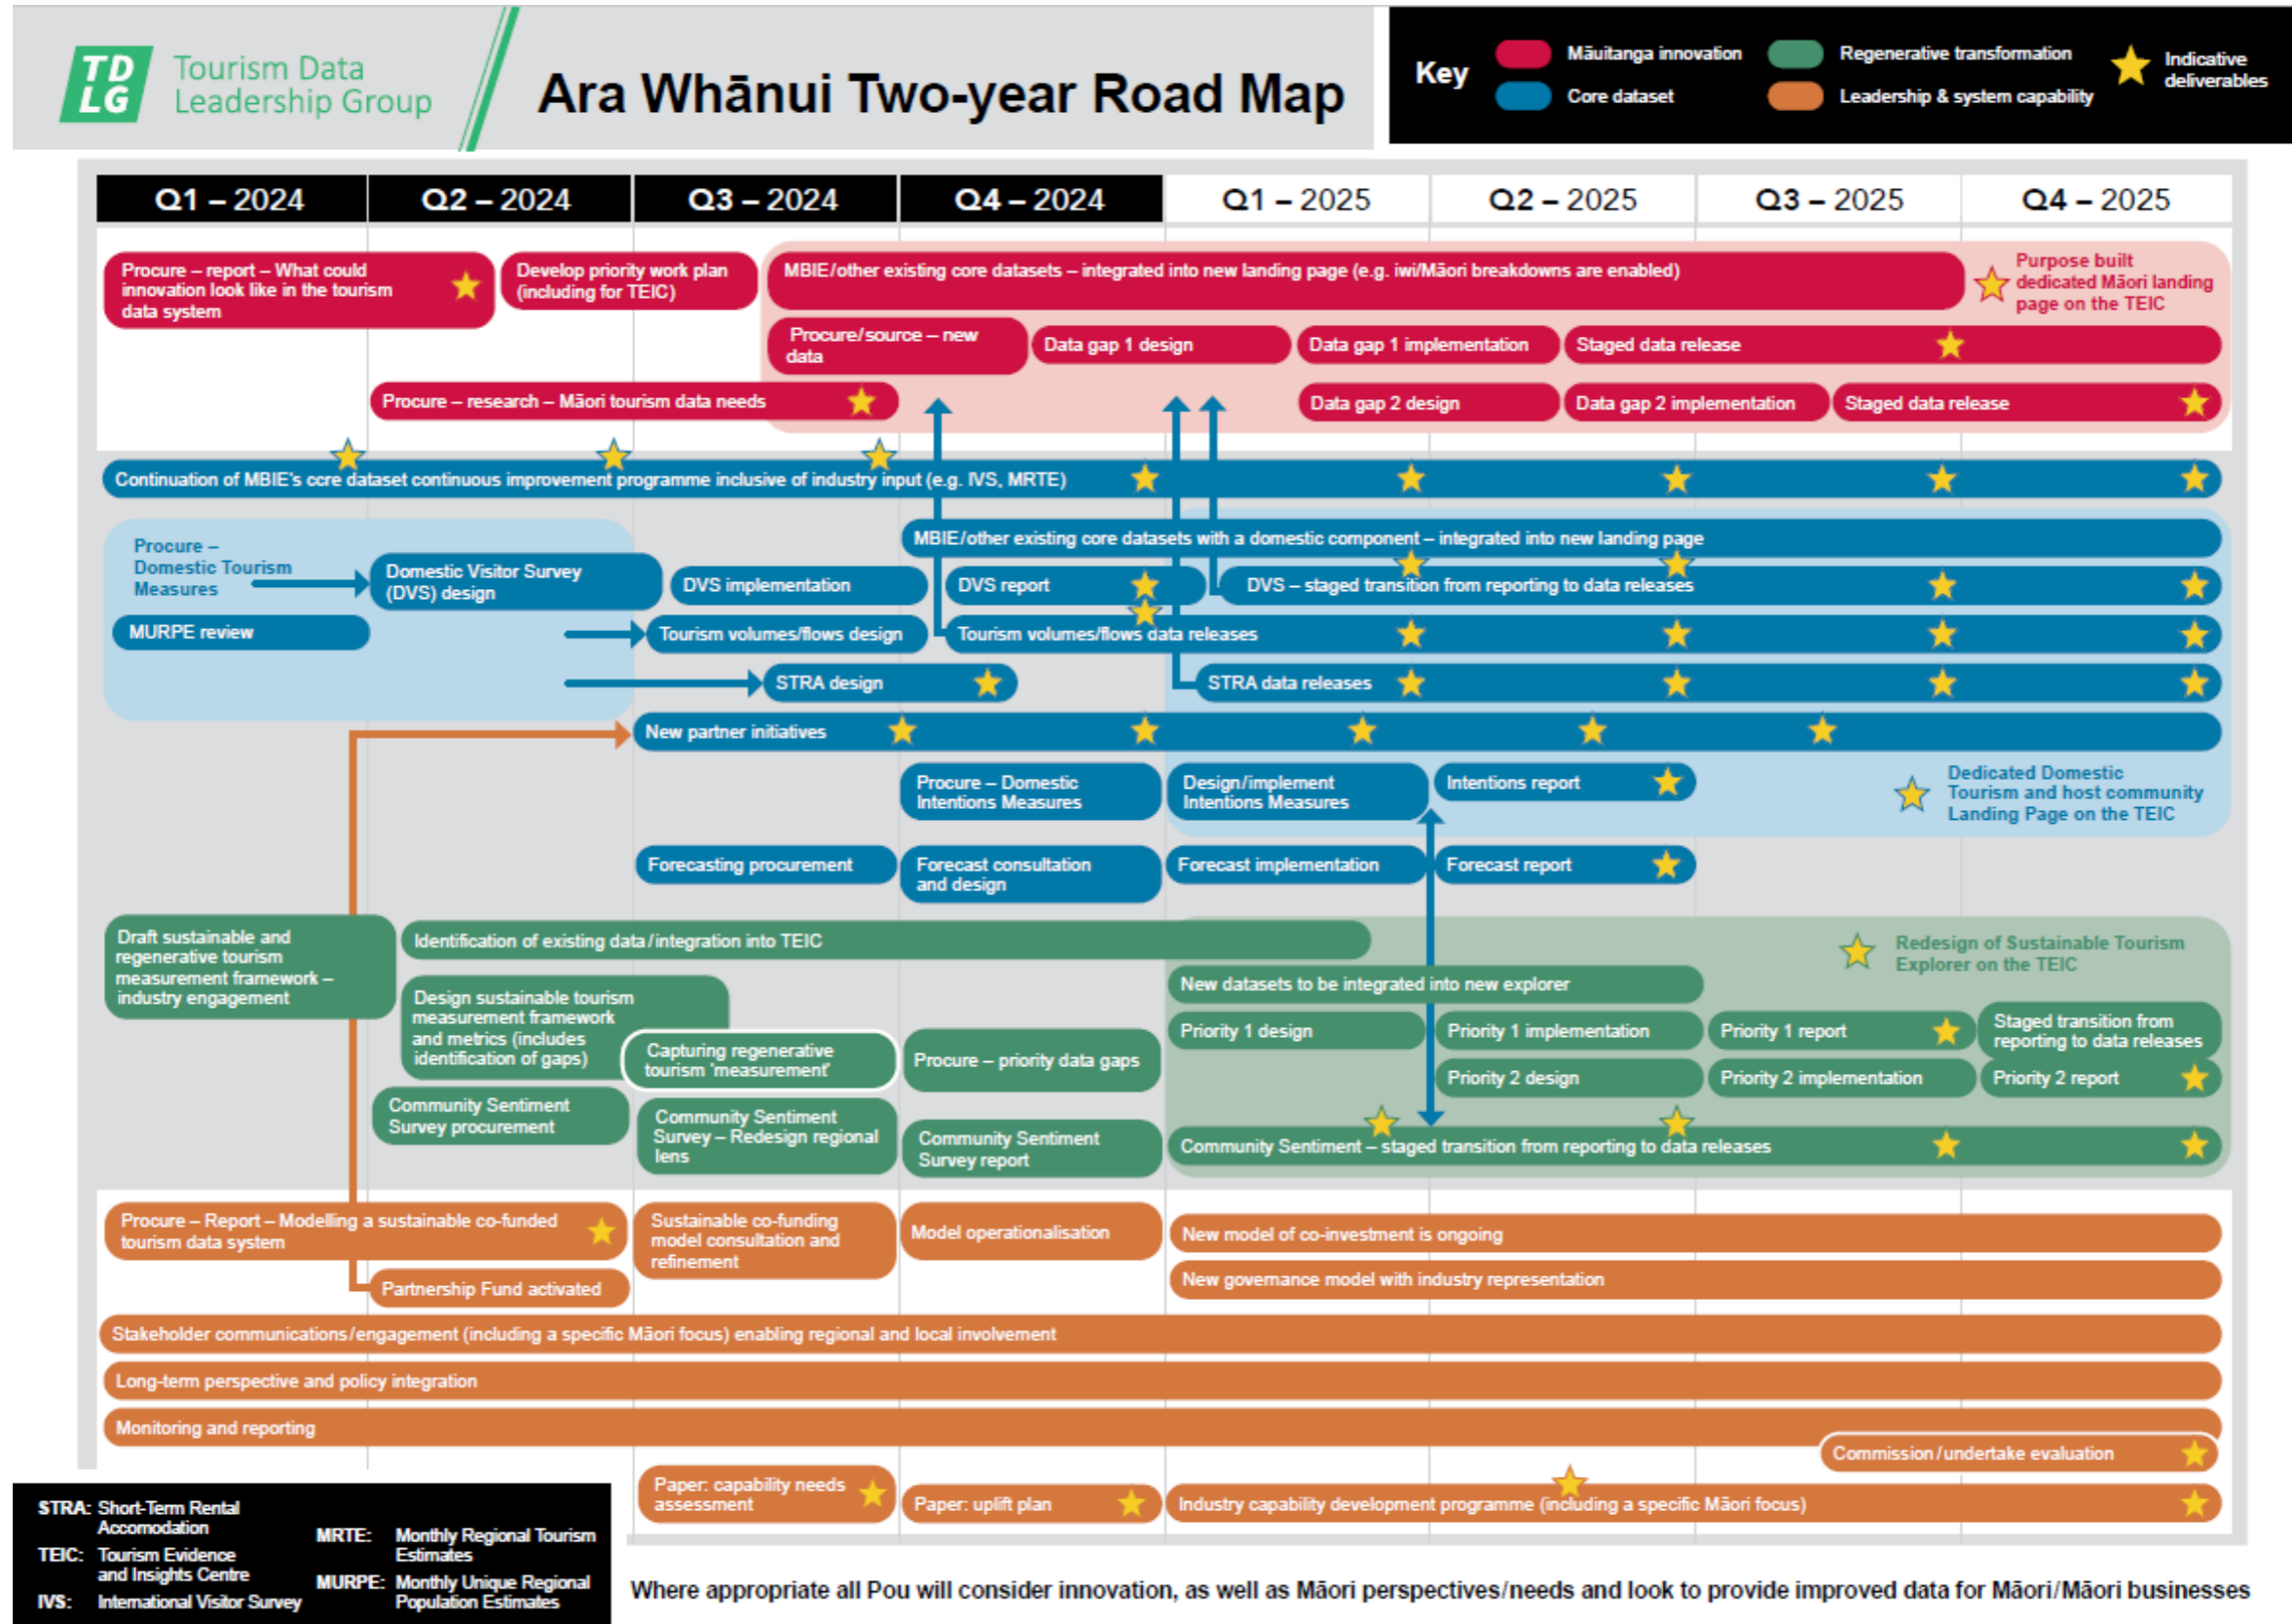 TD
LG
Tourism Data
Leadership Group
Ara Whānui Two-year Road Map
Key
Māuitanga innovation
Core dataset
Regenerative transformation
Leadership & system capability
Indicative
deliverables
Q1 – 2024
Q2 – 2024
Q3 – 2024
Q4 – 2024
Q1 – 2025
Q2 – 2025
Q3 – 2025
Q4 – 2025
Procure – report – What could
innovation look like in the tourism
data system
Develop priority work plan
(including for TEIC)
MBIE/other existing core datasets – integrated into new landing page (e.g. iwi/Māori breakdowns are enabled)
Purpose built
dedicated Māori landing
page on the TEIC
Procure/source – new
data
Data gap 1 design
Data gap 1 implementation
Staged data release
Procure – research – Māori tourism data needs
Data gap 2 design
Data gap 2 implementation
Staged data release
Continuation of MBIE's core dataset continuous improvement programme inclusive of industry input (e.g. IVS, MRTE)
MBIE/other existing core datasets with a domestic component – integrated into new landing page
Procure –
Domestic Tourism
Measures
Domestic Visitor Survey
(DVS) design
DVS implementation
DVS report
DVS – staged transition from reporting to data releases
MURPE review
Tourism volumes/flows design
Tourism volumes/flows data releases
STRA design
STRA data releases
New partner initiatives
Procure – Domestic
Intentions Measures
Design/implement
Intentions Measures
Intentions report
Dedicated Domestic
Tourism and host community
Landing Page on the TEIC
Forecasting procurement
Forecast consultation
and design
Forecast implementation
Forecast report
Draft sustainable and
regenerative tourism
measurement framework –
industry engagement
Identification of existing data/integration into TEIC
Redesign of Sustainable Tourism
Explorer on the TEIC
New datasets to be integrated into new explorer
Design sustainable tourism
measurement framework
and metrics (includes
identification of gaps)
Capturing regenerative
tourism 'measurement'
Procure – priority data gaps
Priority 1 design
Priority 1 implementation
Priority 1 report
Staged transition from
reporting to data releases
Priority 2 design
Priority 2 implementation
Priority 2 report
Community Sentiment
Survey procurement
Community Sentiment
Survey – Redesign regional
lens
Community Sentiment
Survey report
Community Sentiment – staged transition from reporting to data releases
Procure – Report – Modelling a sustainable co-funded
tourism data system
Sustainable co-funding
model consultation and
refinement
Model operationalisation
New model of co-investment is ongoing
Partnership Fund activated
New governance model with industry representation
Stakeholder communications/engagement (including a specific Māori focus) enabling regional and local involvement
Long-term perspective and policy integration
Monitoring and reporting
Commission/undertake evaluation
Paper: capability needs
assessment
Paper: uplift plan
Industry capability development programme (including a specific Māori focus)
STRA: Short-Term Rental
Accomodation
TEIC: Tourism Evidence
and Insights Centre
IVS: International Visitor Survey
MRTE: Monthly Regional Tourism
Estimates
MURPE: Monthly Unique Regional
Population Estimates
Where appropriate all Pou will consider innovation, as well as Māori perspectives/needs and look to provide improved data for Māori/Māori businesses